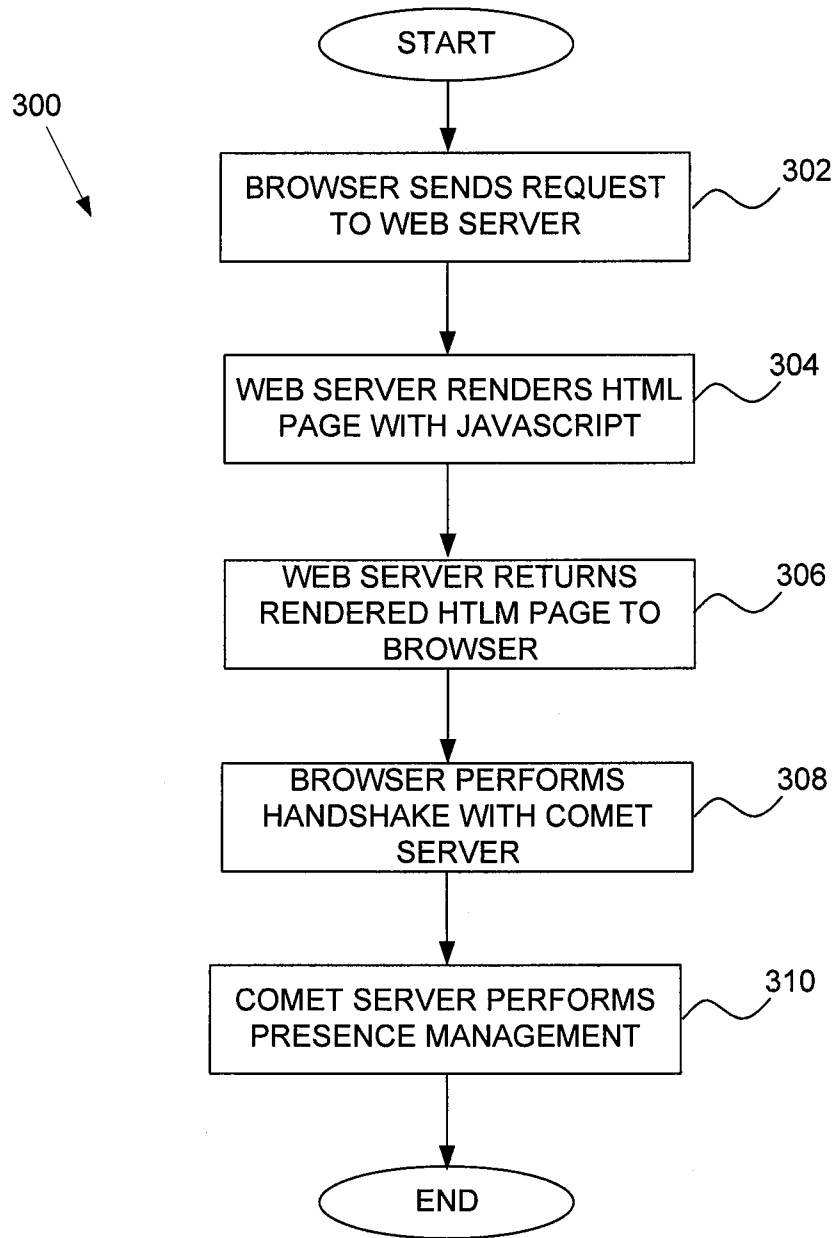 START
300
BROWSER SENDS REQUEST
TO WEB SERVER
302
WEB SERVER RENDERS HTML
PAGE WITH JAVASCRIPT
304
WEB SERVER RETURNS
RENDERED HTLM PAGE TO
BROWSER
306
BROWSER PERFORMS
HANDSHAKE WITH COMET
SERVER
308
COMET SERVER PERFORMS
PRESENCE MANAGEMENT
310
END